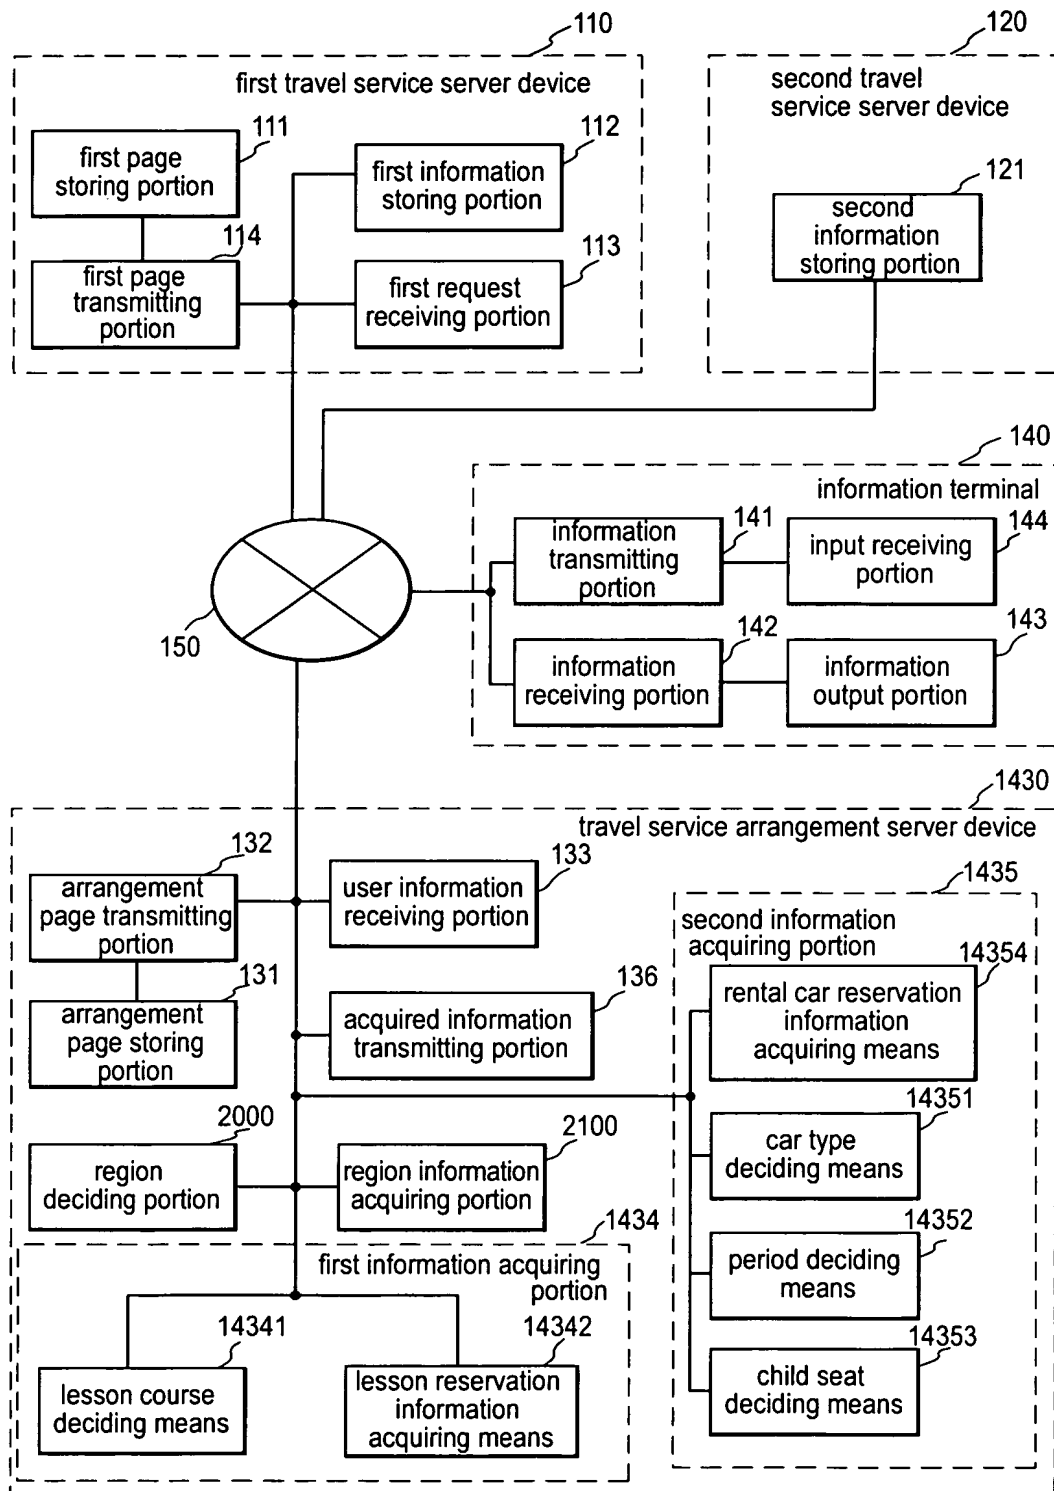 110
first travel service server device
111
first page
storing portion
112
first information
storing portion
114
first page
transmitting
portion
113
first request
receiving portion
120
second travel
service server device
121
second
information
storing portion
140
information terminal
141
information
transmitting
portion
144
input receiving
portion
142
information
receiving portion
143
information
output portion
150
1430
travel service arrangement server device
132
arrangement
page transmitting
portion
133
user information
receiving portion
131
arrangement
page storing
portion
136
acquired information
transmitting portion
2000
region
deciding portion
2100
region information
acquiring portion
1434
first information acquiring
portion
14341
lesson course
deciding means
14342
lesson reservation
information
acquiring means
1435
second information
acquiring portion
14354
rental car reservation
information
acquiring means
14351
car type
deciding means
14352
period deciding
means
14353
child seat
deciding means